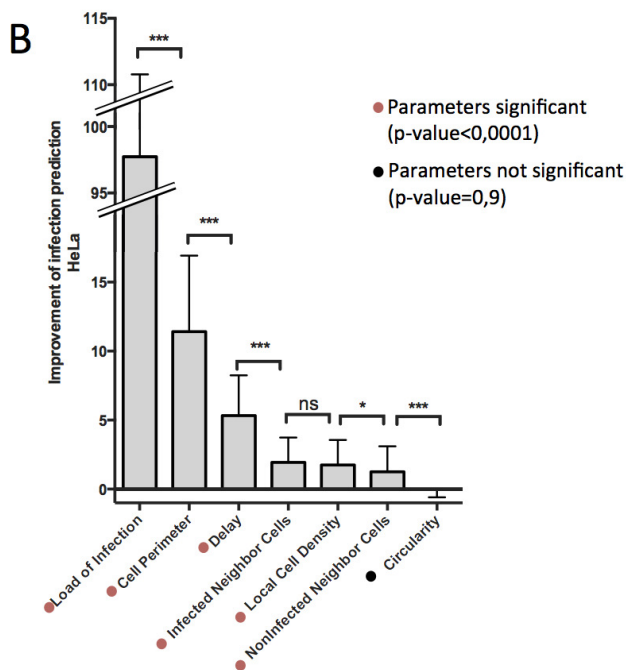 B
Improvement of infection prediction
HeLa
115
110
100
95
15
10
5
0
***
***
***
ns
*
***
Parameters significant
(p-value<0,0001)
Parameters not significant
(p-value=0,9)
Load of Infection
Cell Perimeter
Delay
Infected Neighbor Cells
Local Cell Density
NonInfected Neighbor Cells
Circularity